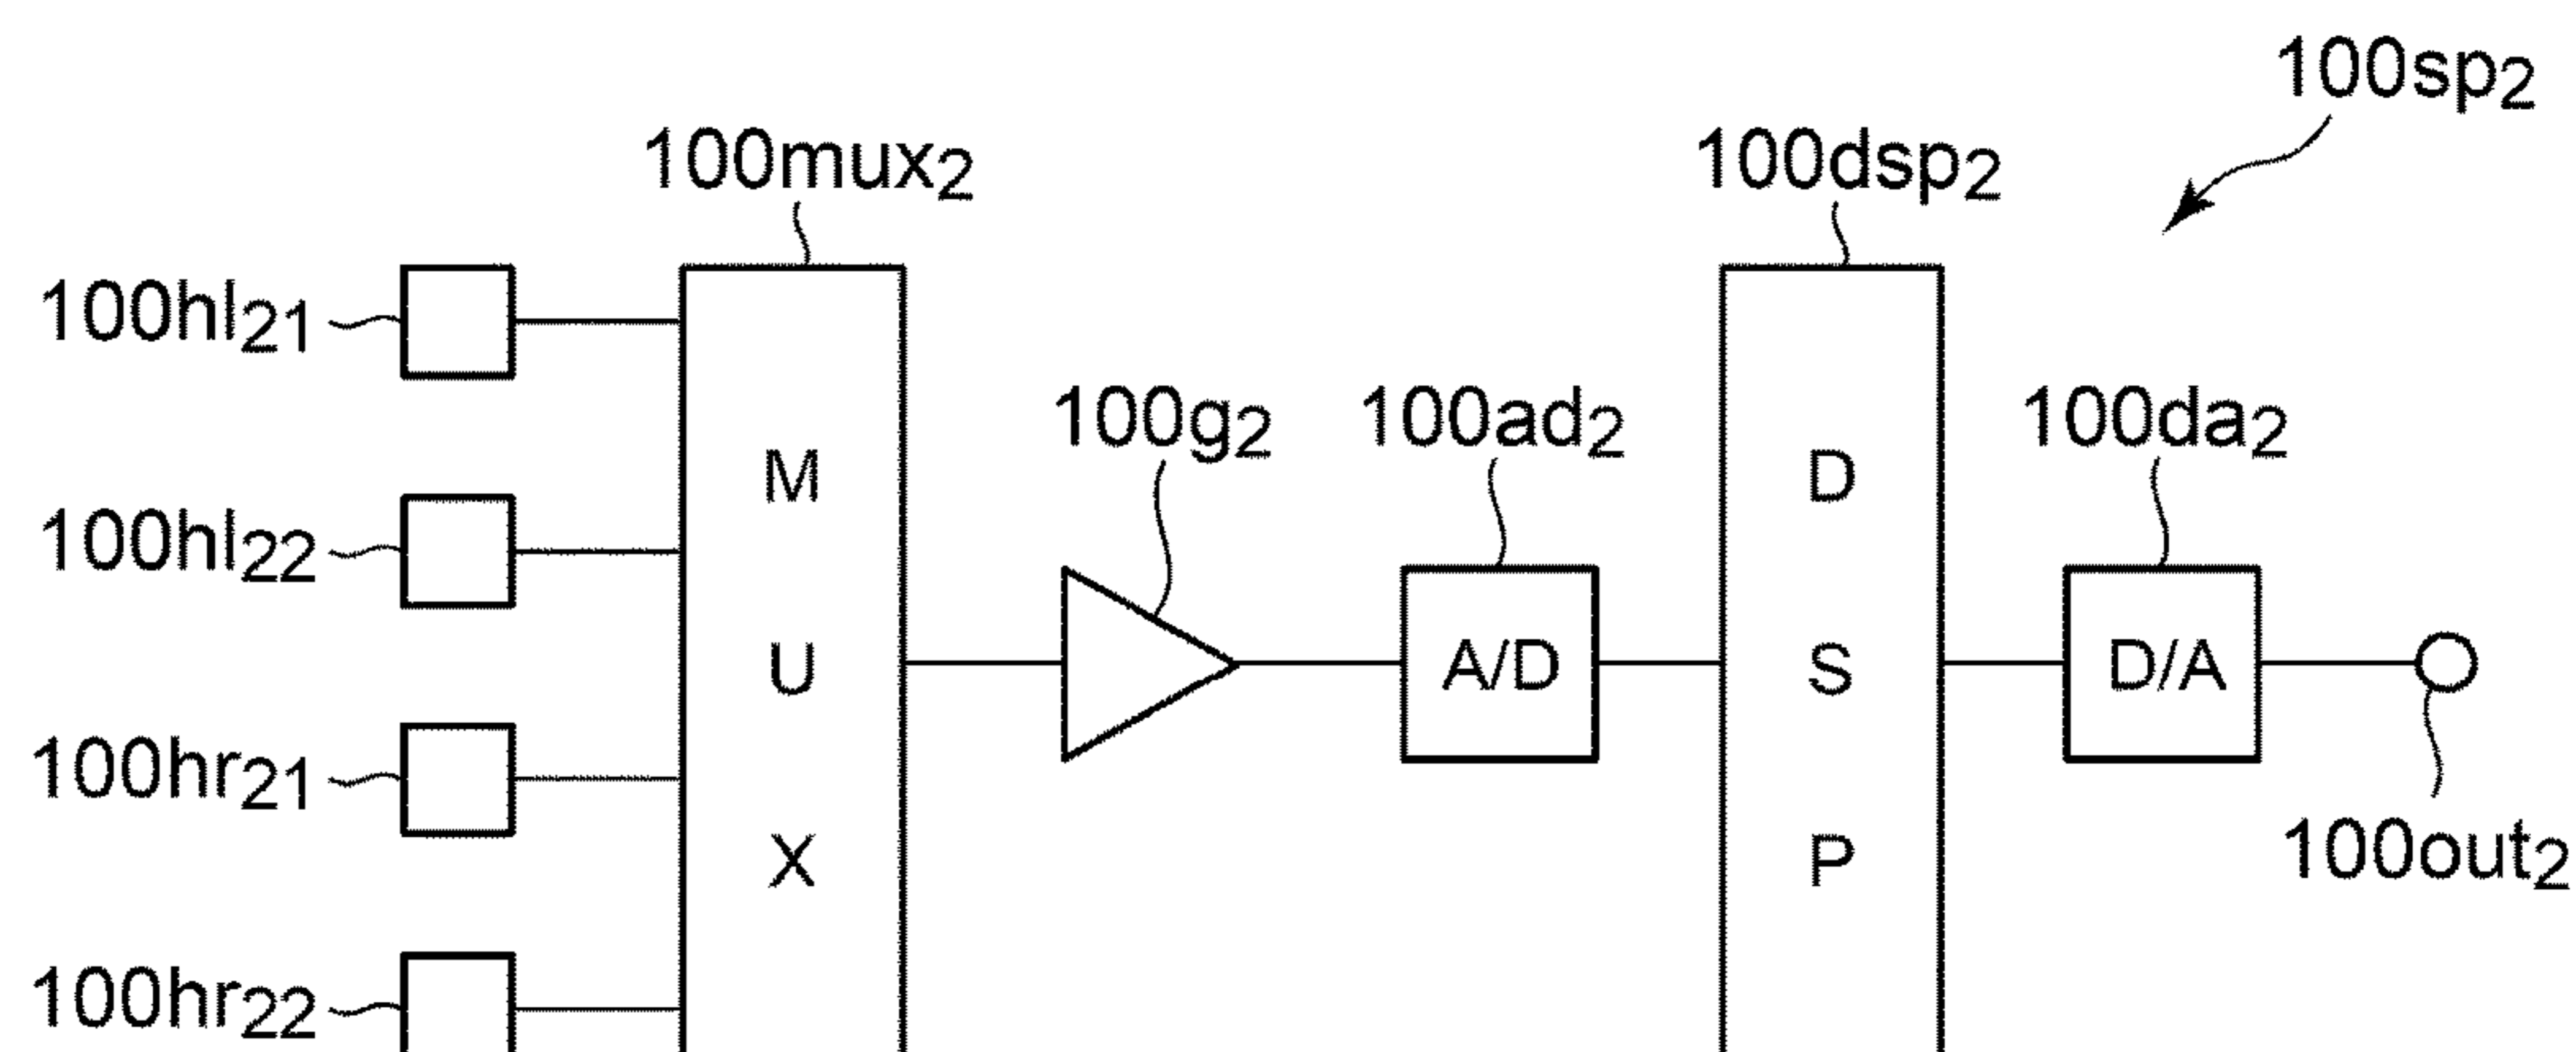 100sp₂
100mux₂ 100dsp₂
100hl₂₁
100g₂ 100ad₂ 100da₂
M D
100hl₂₂
U A/D S D/A
100hr₂₁
X P 100out₂
100hr₂₂